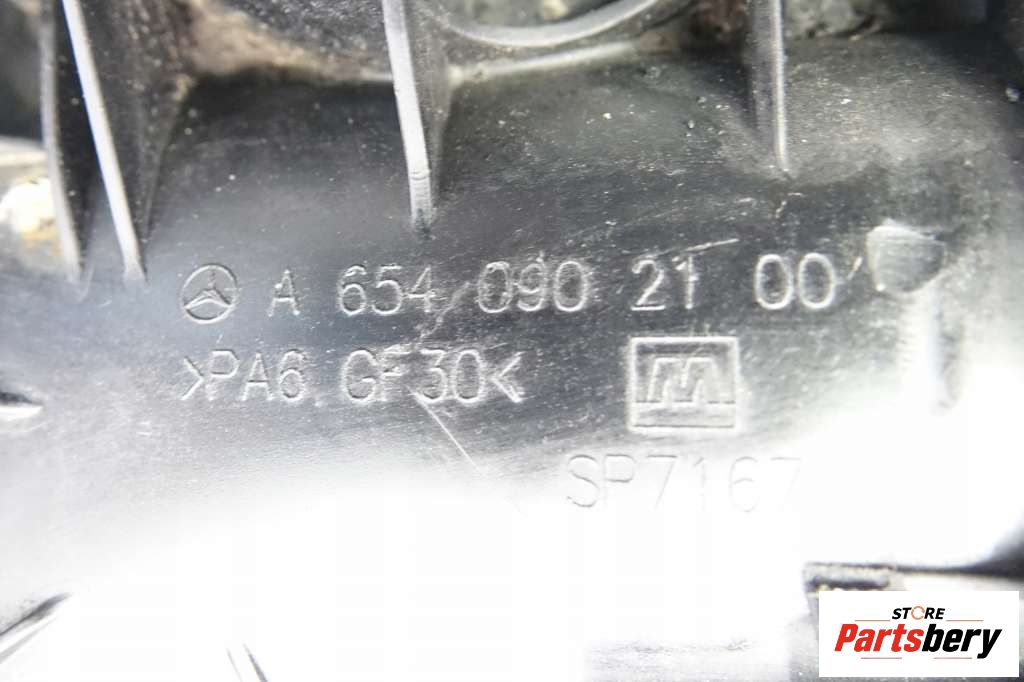 A 654 090 21 00
>PA6 GF30<
SP7167
STORE
Partsbery